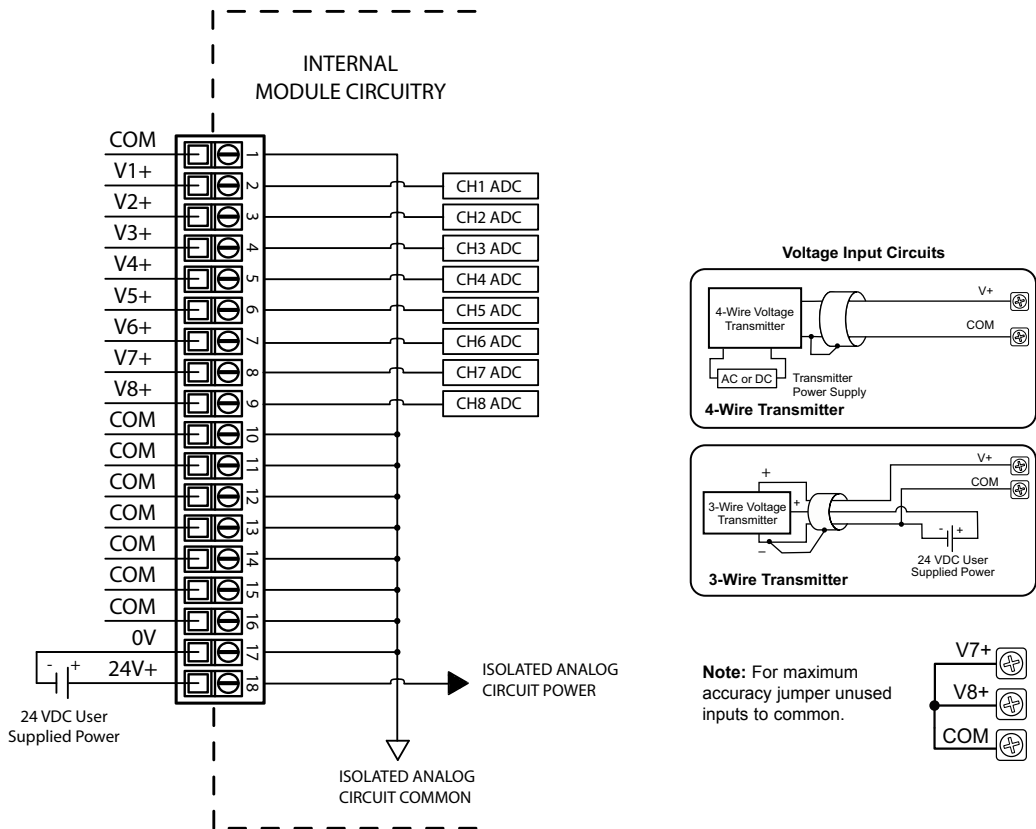 INTERNAL
MODULE CIRCUITRY
COM
V1+
V2+
V3+
V4+
V5+
V6+
V7+
V8+
COM
COM
COM
COM
COM
COM
COM
0V
24V+
1
2
3
4
5
6
7
8
9
10
11
12
13
14
15
16
17
18
CH1 ADC
CH2 ADC
CH3 ADC
CH4 ADC
CH5 ADC
CH6 ADC
CH7 ADC
CH8 ADC
- +
24 VDC User
Supplied Power
ISOLATED ANALOG
CIRCUIT POWER
ISOLATED ANALOG
CIRCUIT COMMON
Voltage Input Circuits
4-Wire Voltage
Transmitter
V+
COM
AC or DC
Transmitter
Power Supply
4-Wire Transmitter
+
3-Wire Voltage
Transmitter
+
–
V+
COM
- +
24 VDC User
Supplied Power
3-Wire Transmitter
Note: For maximum
accuracy jumper unused
inputs to common.
V7+
V8+
COM